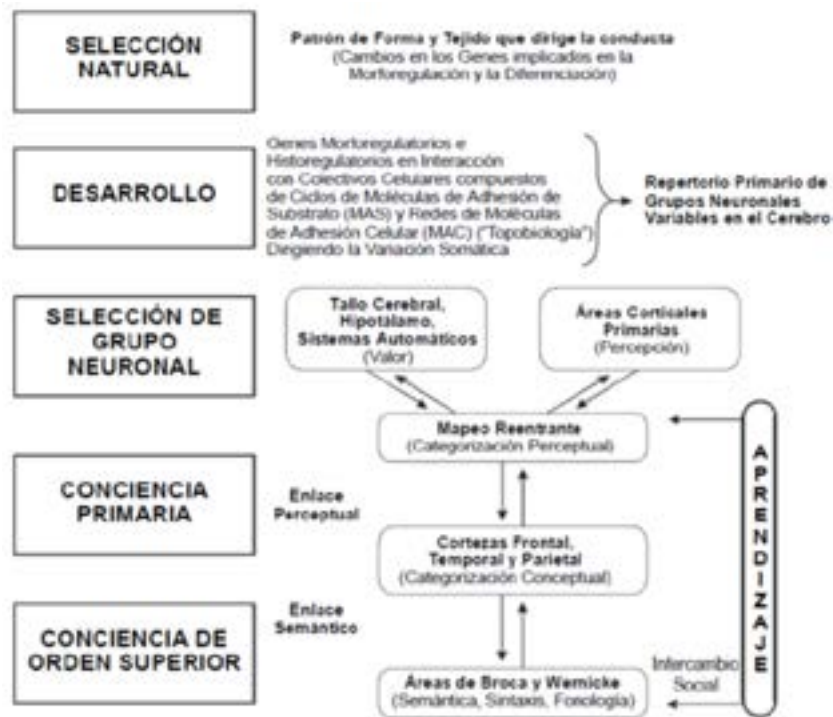 SELECCIÓN
NATURAL
Patrón de Forma y Tejido que dirige la conducta
(Cambios en los Genes implicados en la
Morforegulación y la Diferenciación)
DESARROLLO
Genes Morforegulatorios e
Historegulatorios en Interacción
con Colectivos Celulares compuestos
de Ciclos de Moléculas de Adhesión de
Substrato (MAS) y Redes de Moléculas
de Adhesión Celular (MAC) ("Topobiología")
Dirigiendo la Variación Somática
Repertorio Primario de
Grupos Neuronales
Variables en el Cerebro
SELECCIÓN DE
GRUPO
NEURONAL
Tallo Cerebral,
Hipotálamo,
Sistemas Automáticos
(Valor)
Áreas Corticales
Primarias
(Percepción)
Mapeo Reentrante
(Categorización Perceptual)
CONCIENCIA
PRIMARIA
Enlace
Perceptual
Cortezas Frontal,
Temporal y Parietal
(Categorización Conceptual)
APRENDIZAJE
CONCIENCIA DE
ORDEN SUPERIOR
Enlace
Semántico
Áreas de Broca y Wernicke
(Semántica, Sintaxis, Fonología)
Intercambio
Social